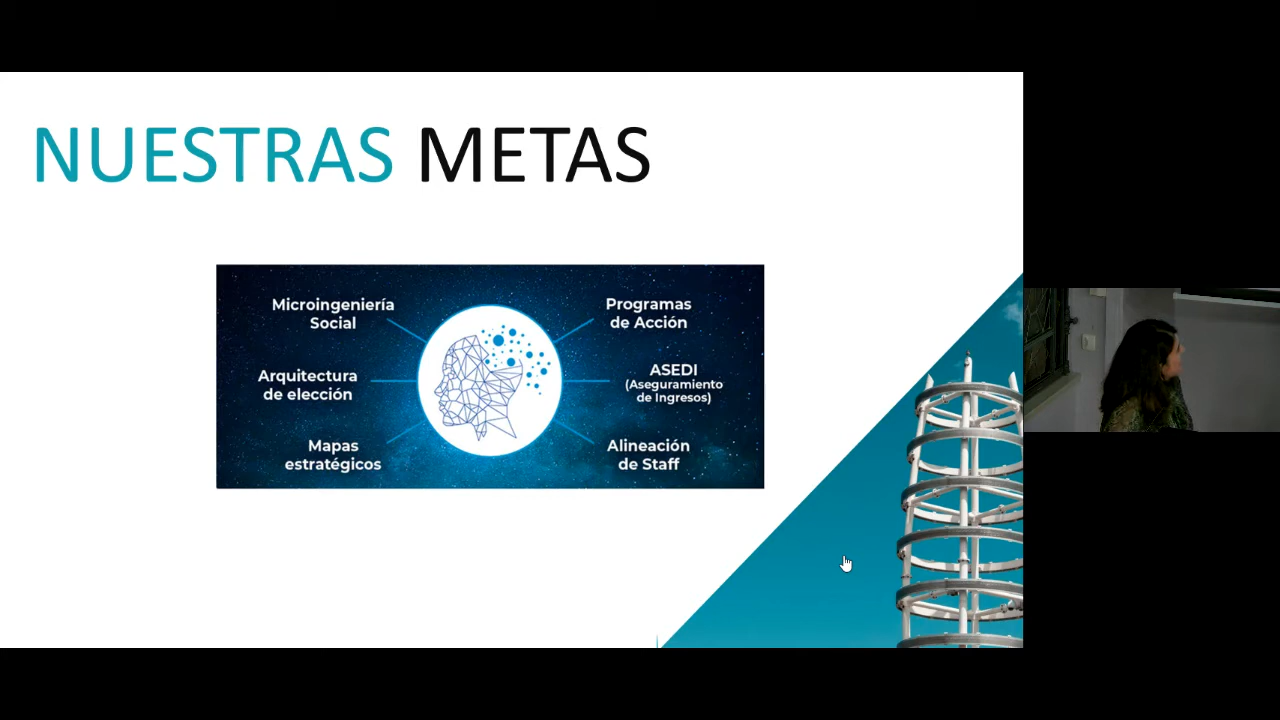 NUESTRAS METAS
Microingeniería
Social
Arquitectura
de elección
Mapas
estratégicos
Programas
de Acción
ASEDI
(Aseguramiento
de Ingresos)
Alineación
de Staff